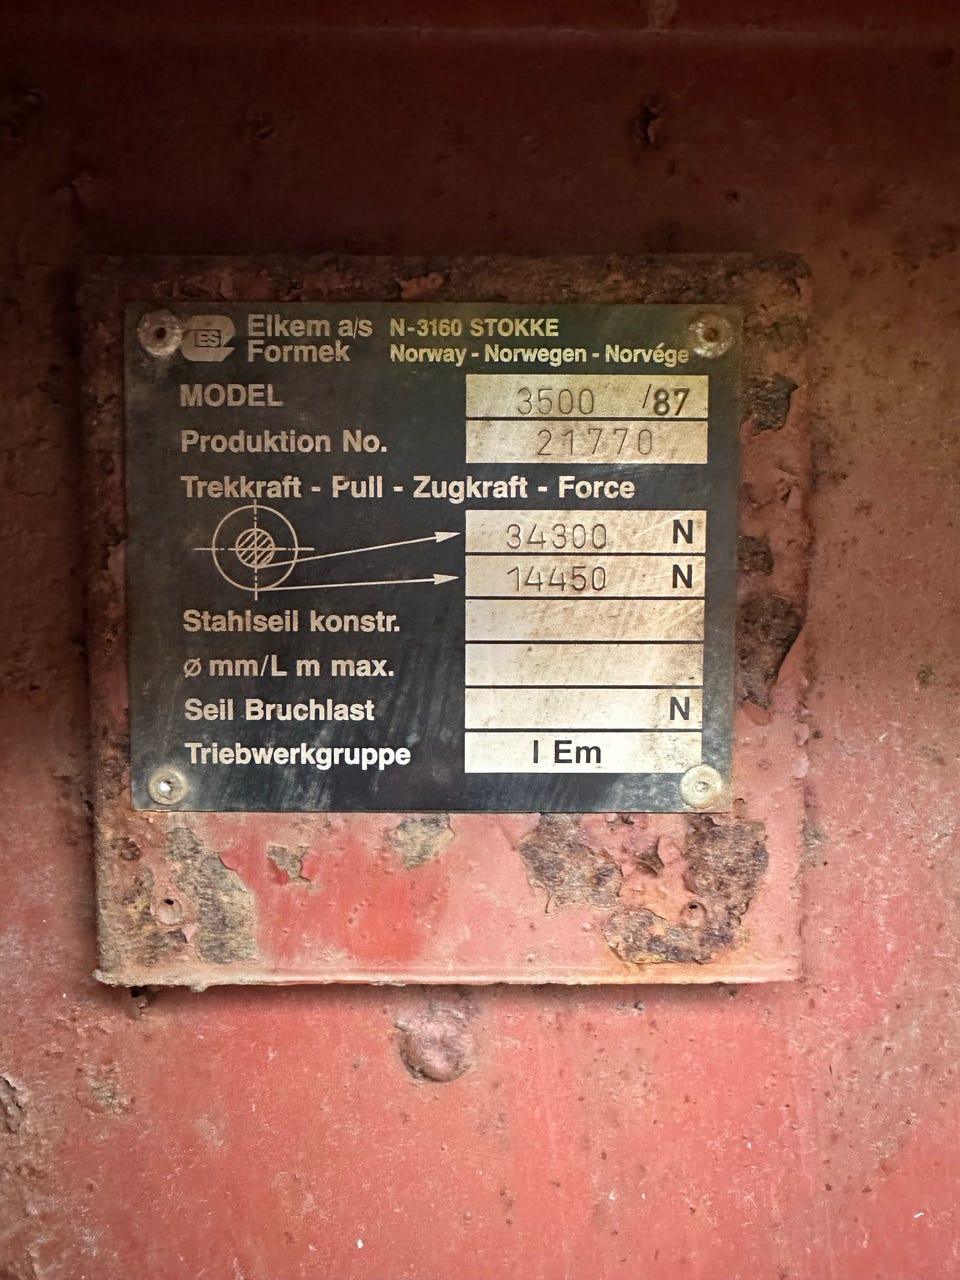 ES Elkem a/s N-3160 STOKKE
Formek Norway - Norwegen - Norvége
MODEL 3500 /87
Produktion No. 21770
Trekkraft - Pull - Zugkraft - Force
34300 N
14450 N
Stahlseil konstr.
ø mm/L m max.
Seil Bruchlast N
Triebwerkgruppe I Em